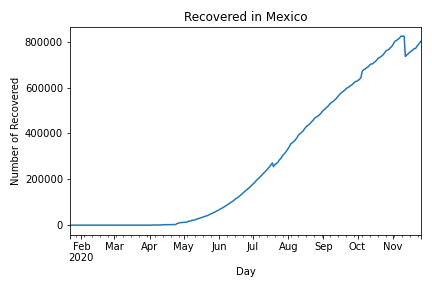 Recovered in Mexico
Number of Recovered
800000
600000
400000
200000
0
Feb Mar Apr May Jun Jul Aug Sep Oct Nov
2020
Day